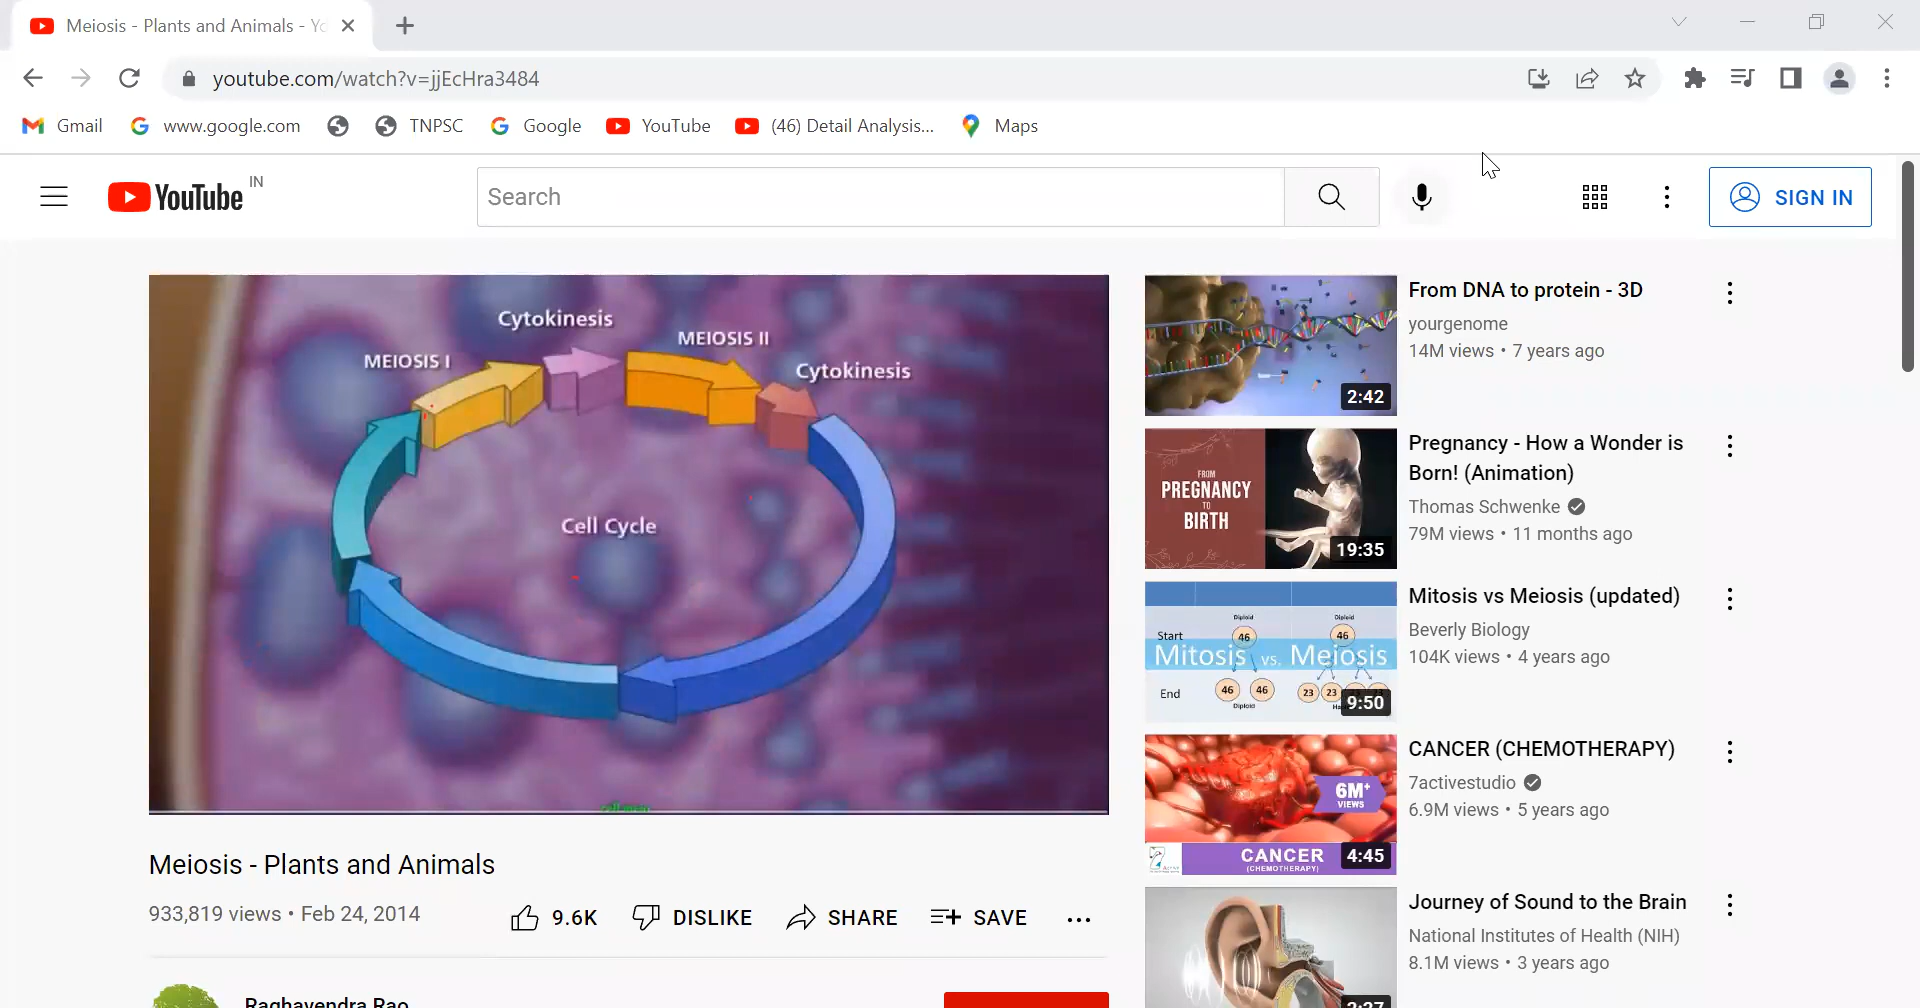 Meiosis - Plants and Animals - Yo
youtube.com/watch?v=jjEcHra3484
Gmail www.google.com TNPSC Google YouTube (46) Detail Analysis... Maps
YouTube IN
Search
SIGN IN
Cytokinesis
MEIOSIS II
MEIOSIS I
Cytokinesis
Cell Cycle
Meiosis - Plants and Animals
933,819 views • Feb 24, 2014
9.6K DISLIKE SHARE SAVE
Raghavendra Rao
2:42
From DNA to protein - 3D
yourgenome
14M views • 7 years ago
FROM
PREGNANCY
TO
BIRTH
19:35
Pregnancy - How a Wonder is
Born! (Animation)
Thomas Schwenke
79M views • 11 months ago
Diploid Diploid
Start 46 46
Mitosis vs. Meiosis
End 46 46 23 23
Diploid
9:50
Mitosis vs Meiosis (updated)
Beverly Biology
104K views • 4 years ago
6M+
VIEWS
CANCER
(CHEMOTHERAPY)
4:45
CANCER (CHEMOTHERAPY)
7activestudio
6.9M views • 5 years ago
Journey of Sound to the Brain
National Institutes of Health (NIH)
8.1M views • 3 years ago